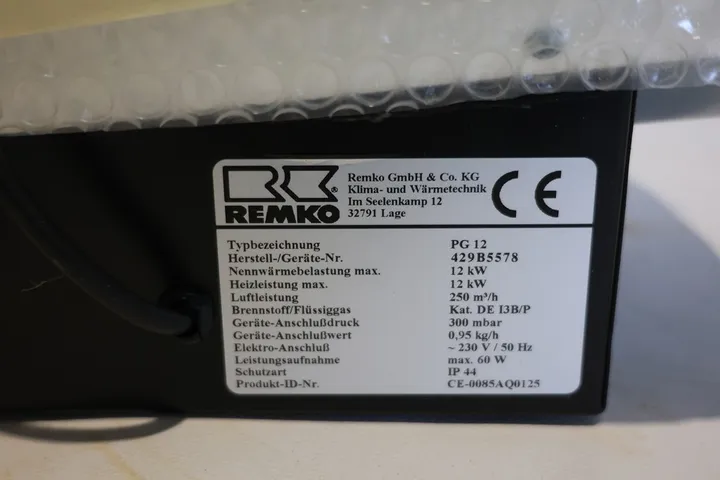 REMKO ®
Remko GmbH & Co. KG
Klima- und Wärmetechnik
Im Seelenkamp 12
32791 Lage
CE
Typbezeichnung PG 12
Herstell-/Geräte-Nr. 429B5578
Nennwärmebelastung max. 12 kW
Heizleistung max. 12 kW
Luftleistung 250 m³/h
Brennstoff/Flüssiggas Kat. DE I3B/P
Geräte-Anschlußdruck 300 mbar
Geräte-Anschlußwert 0,95 kg/h
Elektro-Anschluß ~ 230 V / 50 Hz
Leistungsaufnahme max. 60 W
Schutzart IP 44
Produkt-ID-Nr. CE-0085AQ0125